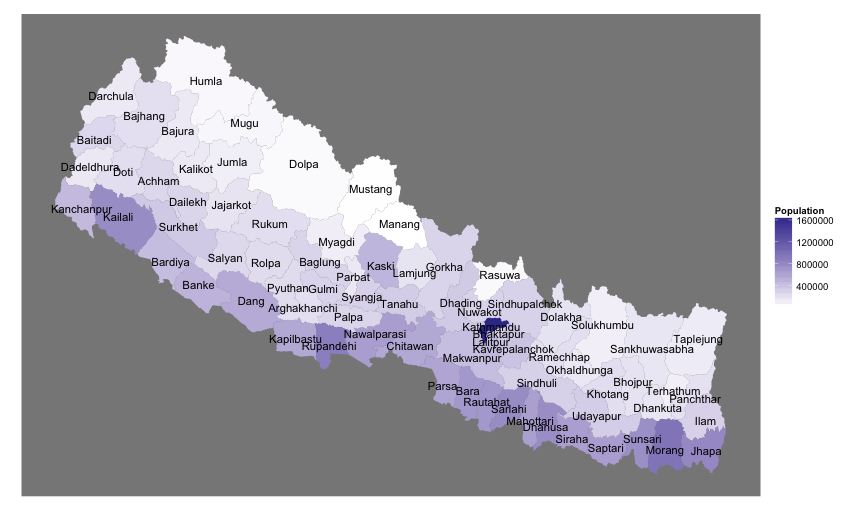 Humla
Darchula
Bajhang
Mugu
Bajura
Baitadi
Dolpa
Jumla
Dadeldhura
Doti
Kalikot
Achham
Mustang
Kanchanpur
Kailali
Dailekh
Jajarkot
Surkhet
Rukum
Manang
Myagdi
Bardiya
Salyan
Rolpa
Baglung
Kaski
Gorkha
Parbat
Lamjung
Rasuwa
Banke
Dang
Pyuthan
Gulmi
Syangja
Tanahu
Dhading
Sindhupalchok
Arghakhanchi
Palpa
Nuwakot
Dolakha
Kathmandu
Solukhumbu
Bhaktapur
Lalitpur
Kapilbastu
Rupandehi
Nawalparasi
Chitawan
Kavrepalanchok
Makwanpur
Ramechhap
Sankhuwasabha
Taplejung
Okhaldhunga
Parsa
Bara
Sindhuli
Khotang
Bhojpur
Terhathum
Panchthar
Rautahat
Sarlahi
Dhankuta
Mahottari
Dhanusa
Udayapur
Ilam
Siraha
Saptari
Sunsari
Morang
Jhapa
Population
1600000
1200000
800000
400000